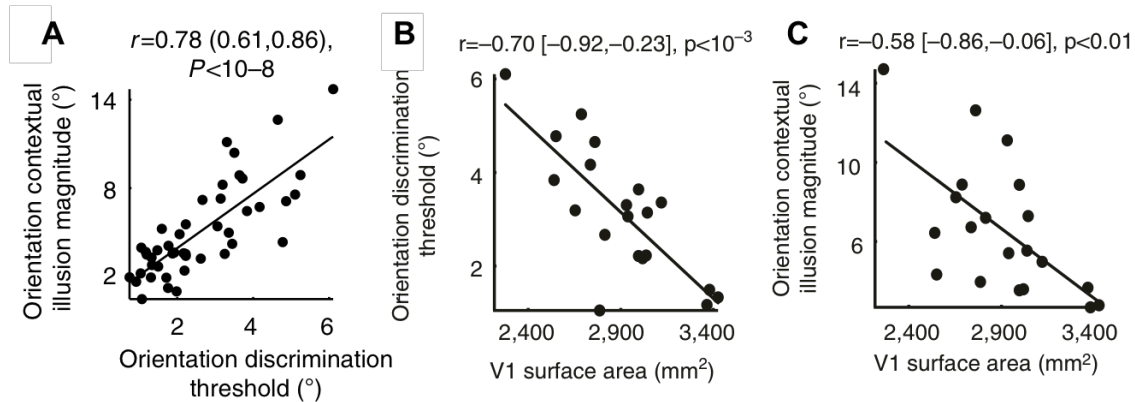 A
r=0.78 (0.61,0.86),
P<10–8
Orientation contextual
illusion magnitude (°)
14
8
2
2 4 6
Orientation discrimination
threshold (°)
B
r=–0.70 [–0.92,–0.23], p<10⁻³
Orientation discrimination
threshold (°)
6
4
2
2,400 2,900 3,400
V1 surface area (mm²)
C
r=–0.58 [–0.86,–0.06], p<0.01
Orientation contextual
illusion magnitude (°)
14
10
6
2,400 2,900 3,400
V1 surface area (mm²)